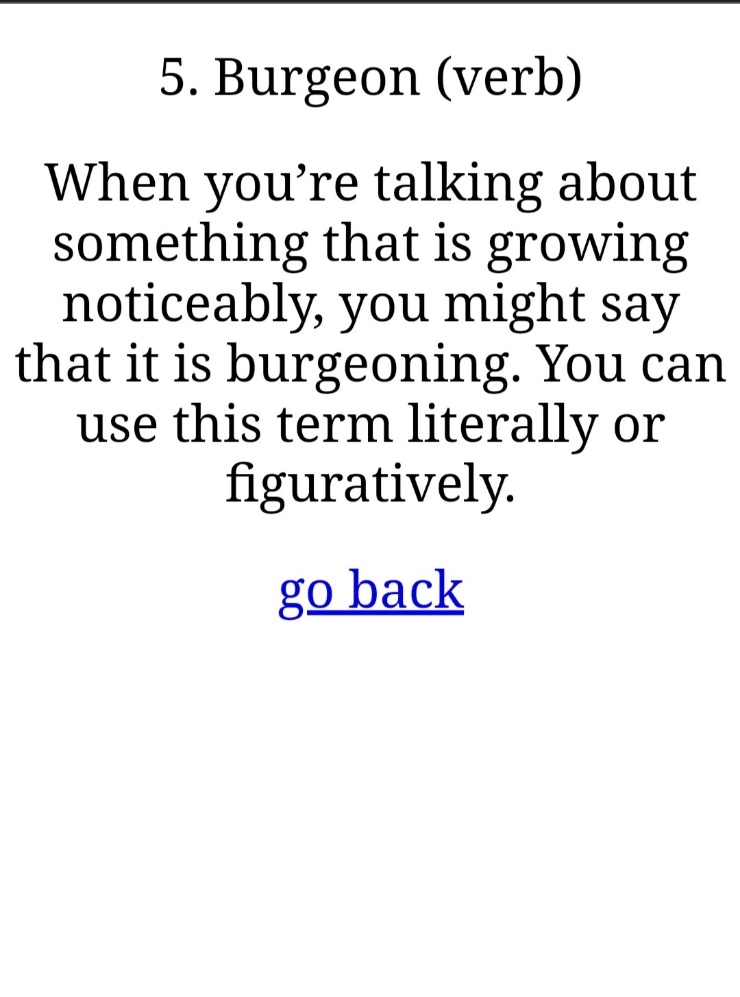 5. Burgeon (verb)
When you’re talking about
something that is growing
noticeably, you might say
that it is burgeoning. You can
use this term literally or
figuratively.
go back